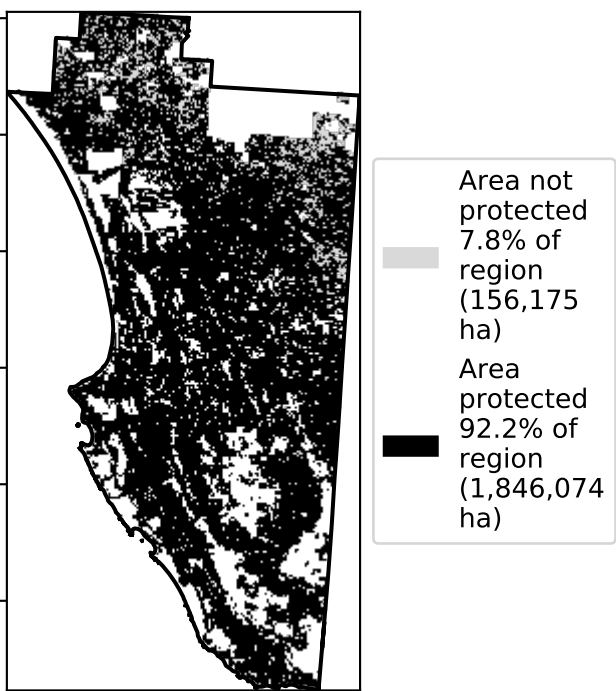 Area not
protected
7.8% of
region
(156,175
ha)
Area
protected
92.2% of
region
(1,846,074
ha)